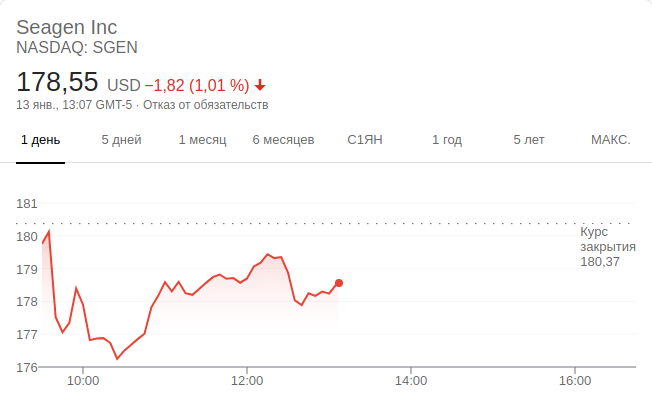 Seagen Inc
NASDAQ: SGEN
178,55 USD −1,82 (1,01 %)
13 янв., 13:07 GMT-5 · Отказ от обязательств
1 день 5 дней 1 месяц 6 месяцев С1ЯН 1 год 5 лет МАКС.
181
180
179
178
177
176
Курс
закрытия
180,37
10:00 12:00 14:00 16:00